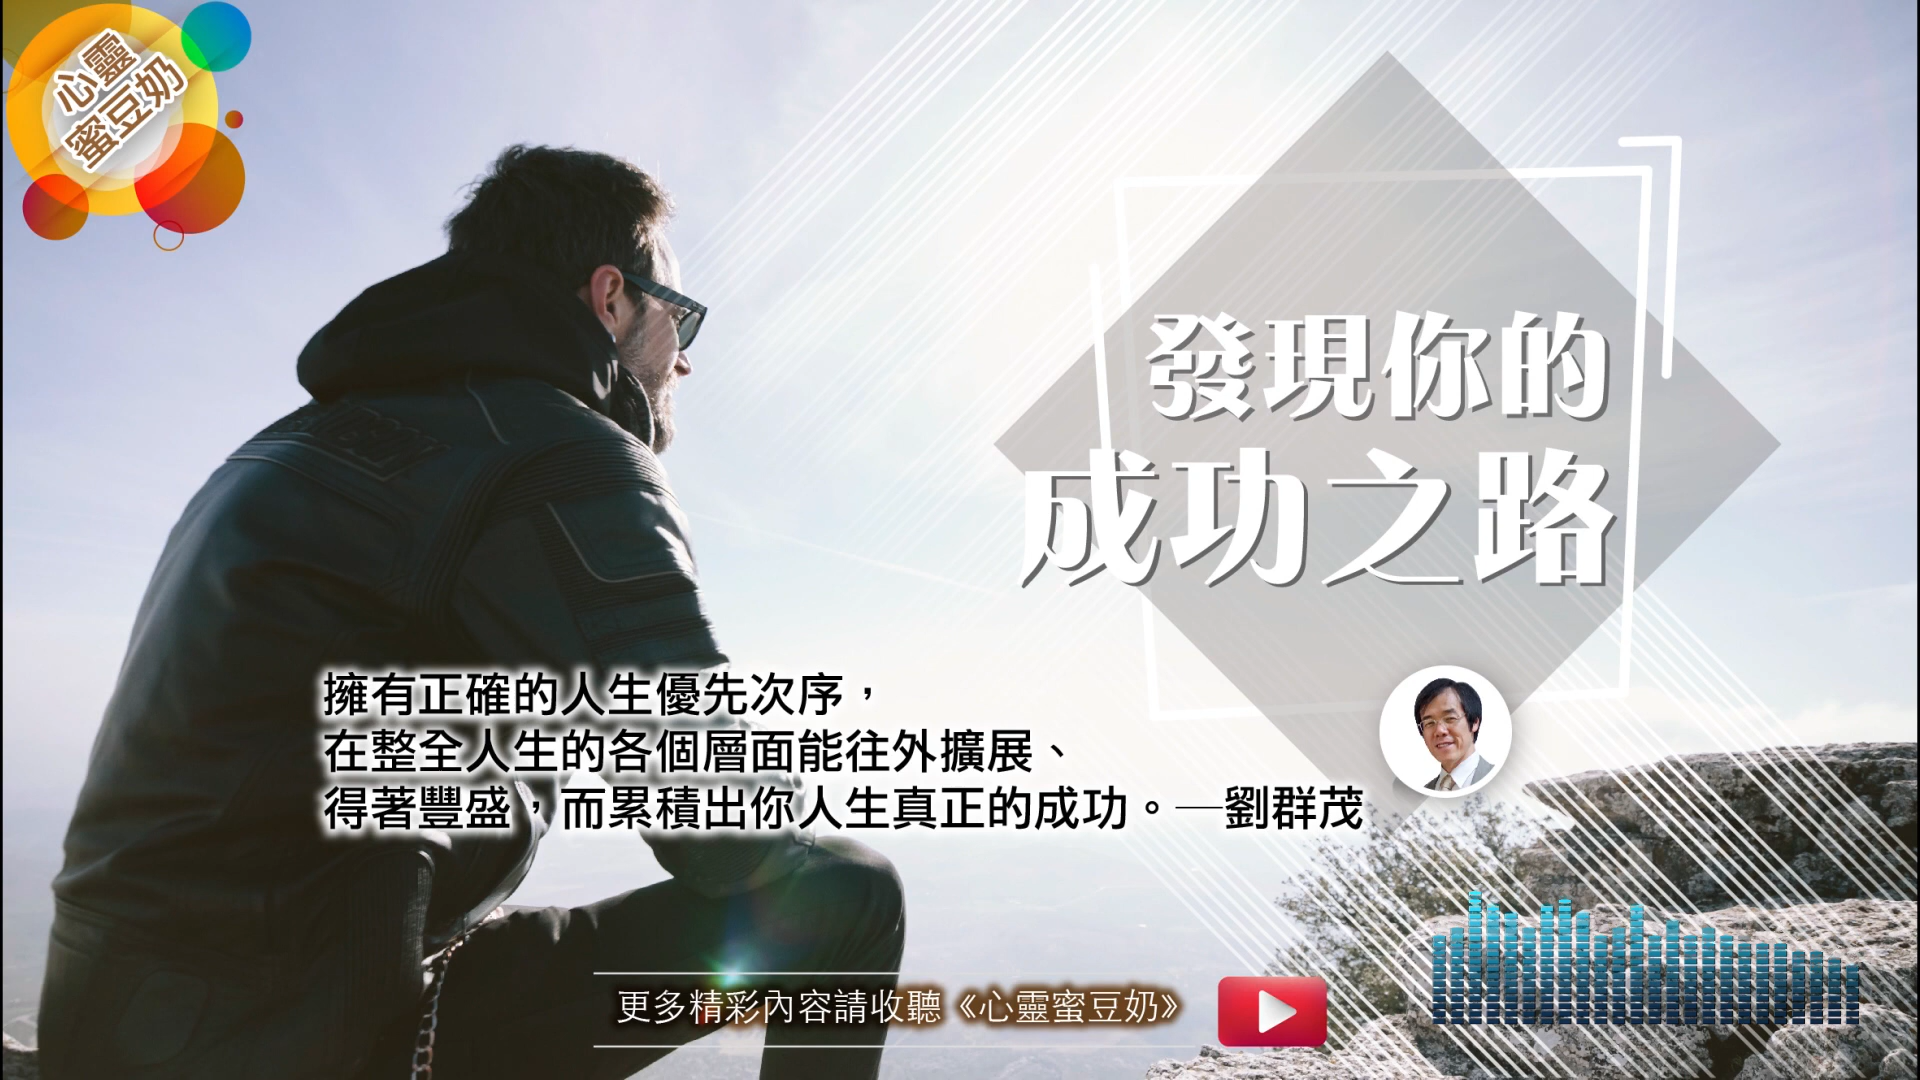 心靈
蜜豆奶
發現你的
成功之路
擁有正確的人生優先次序，
在整全人生的各個層面能往外擴展、
得著豐盛，而累積出你人生真正的成功。─劉群茂
更多精彩內容請收聽《心靈蜜豆奶》